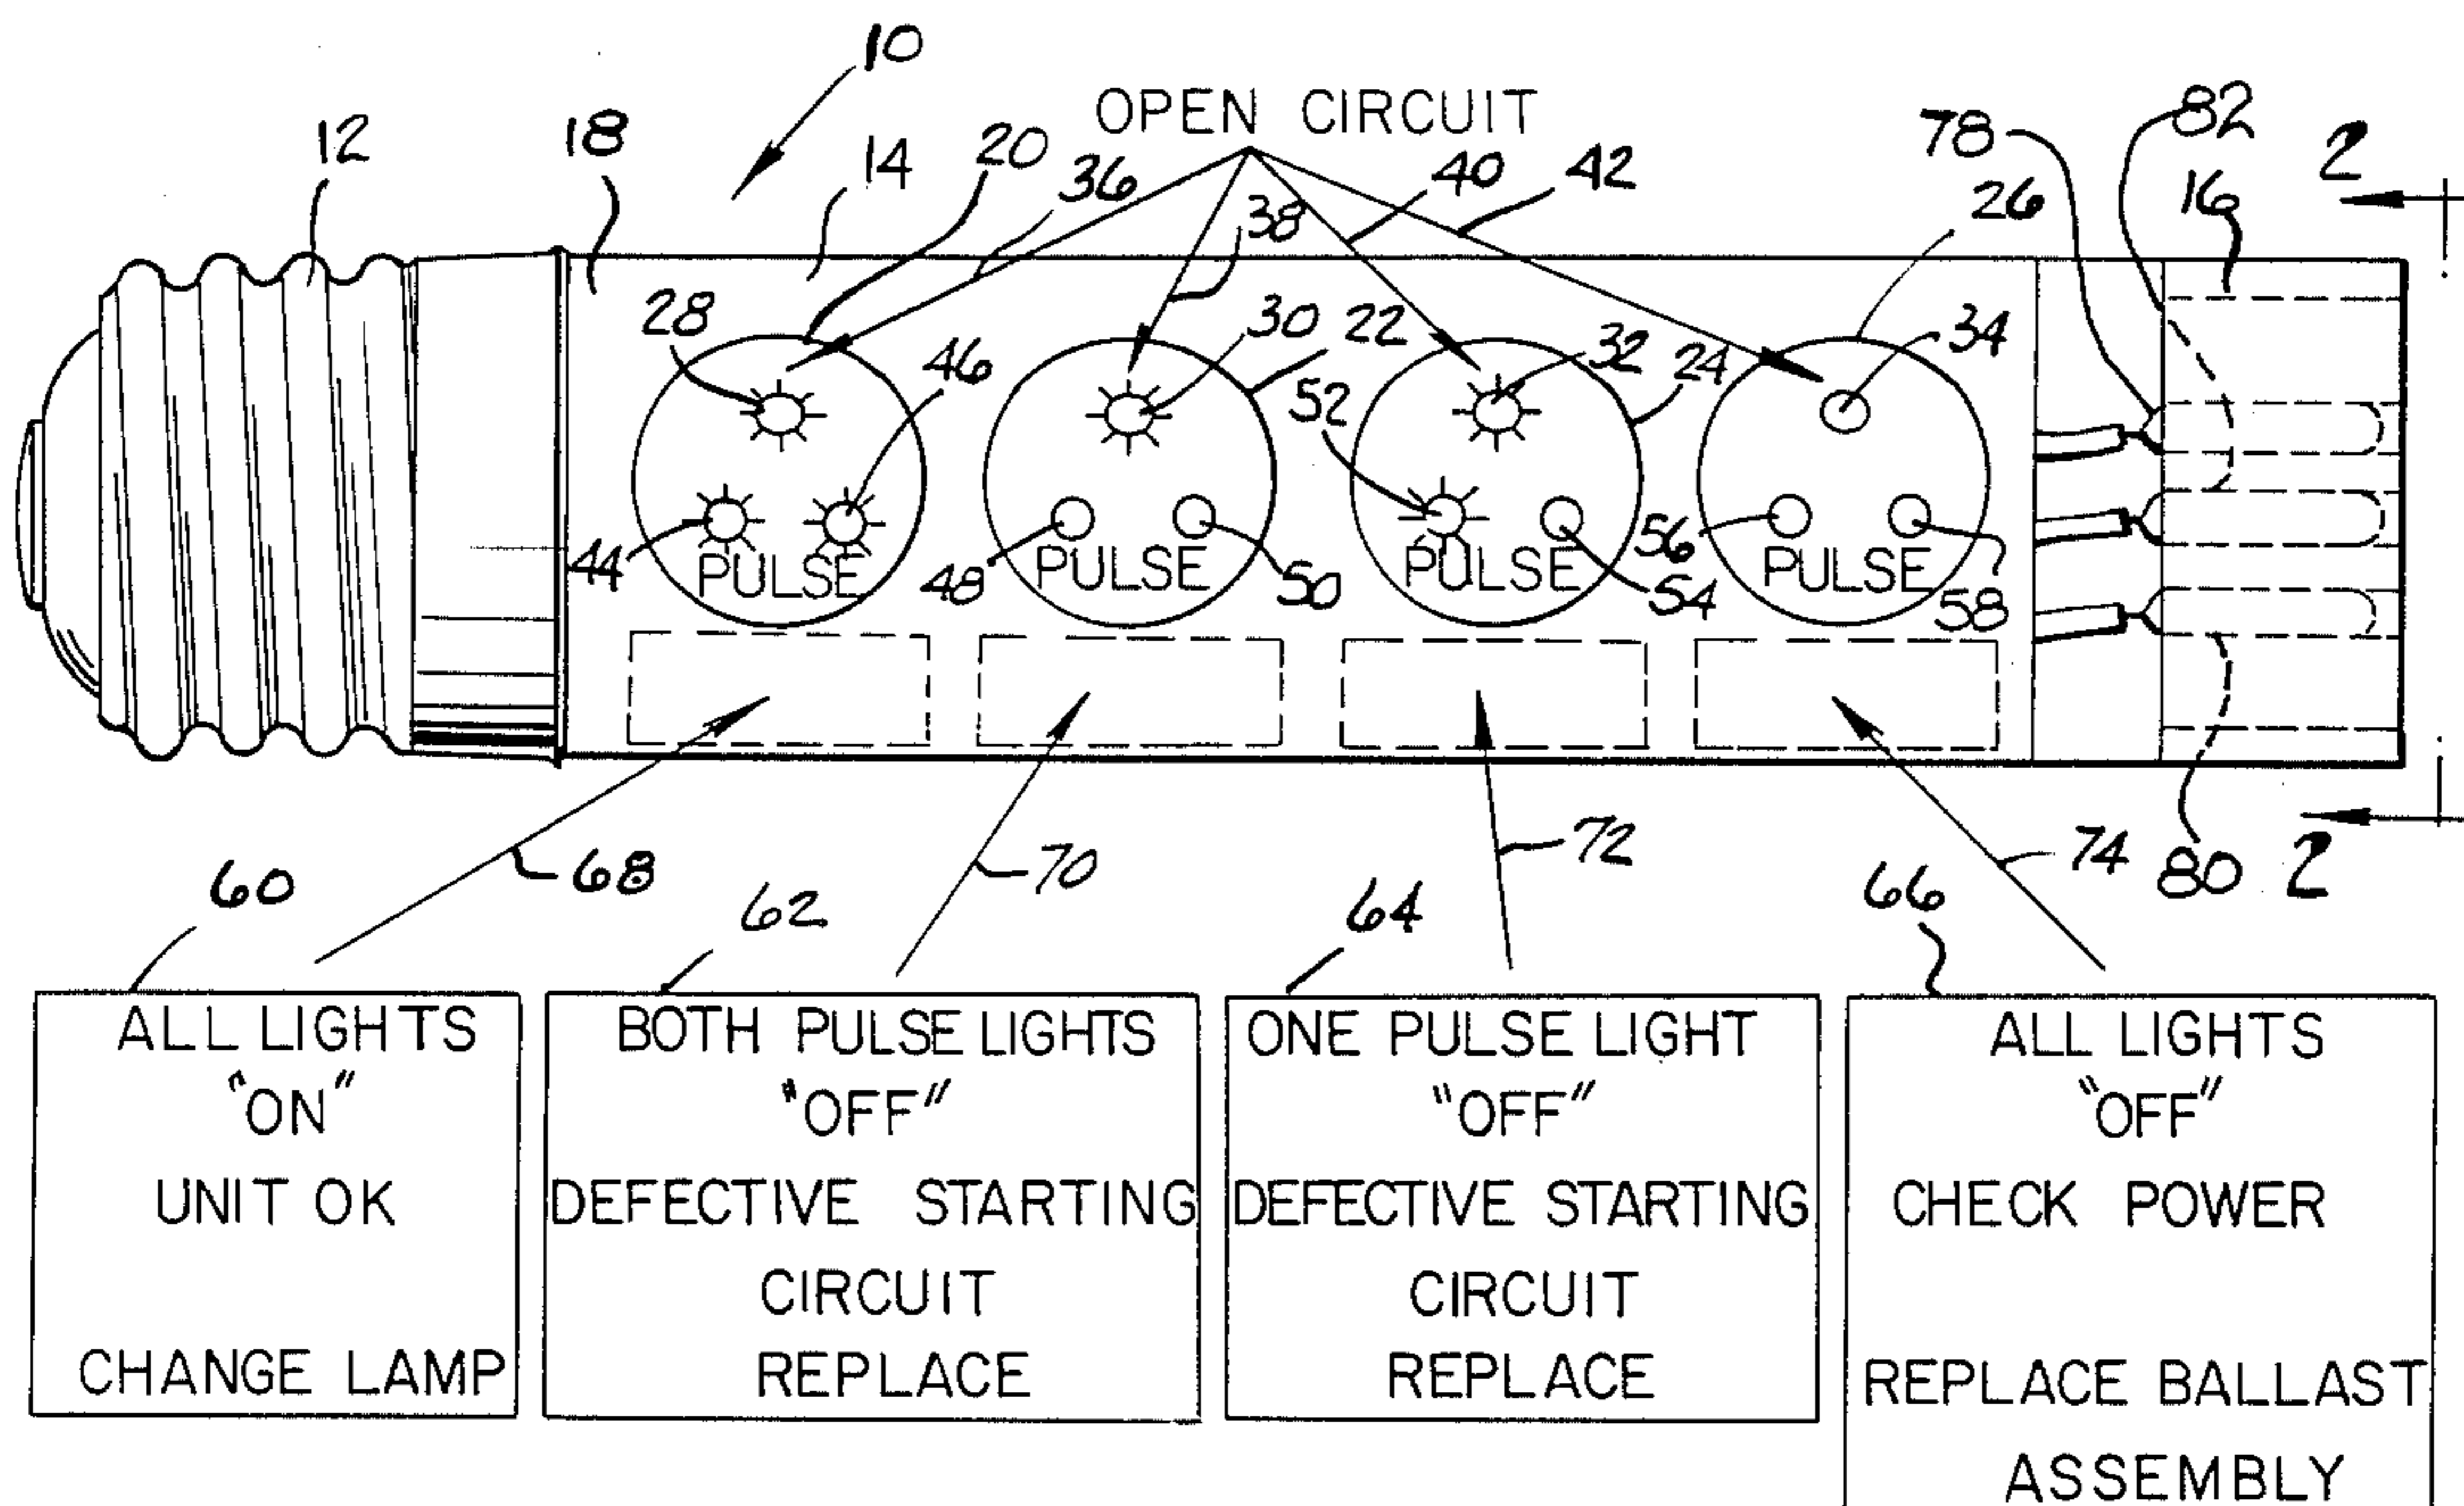 10
OPEN CIRCUIT
12
18
14
20
36
38
40
42
78
82
2
26
16
28
46
30
22
52
32
24
34
44
PULSE
48
PULSE
50
PULSE
54
56
PULSE
58
60
68
62
70
64
72
66
74
80
2
ALL LIGHTS
"ON"
UNIT OK
CHANGE LAMP
BOTH PULSE LIGHTS
"OFF"
DEFECTIVE STARTING
CIRCUIT
REPLACE
ONE PULSE LIGHT
"OFF"
DEFECTIVE STARTING
CIRCUIT
REPLACE
ALL LIGHTS
"OFF"
CHECK POWER
REPLACE BALLAST
ASSEMBLY